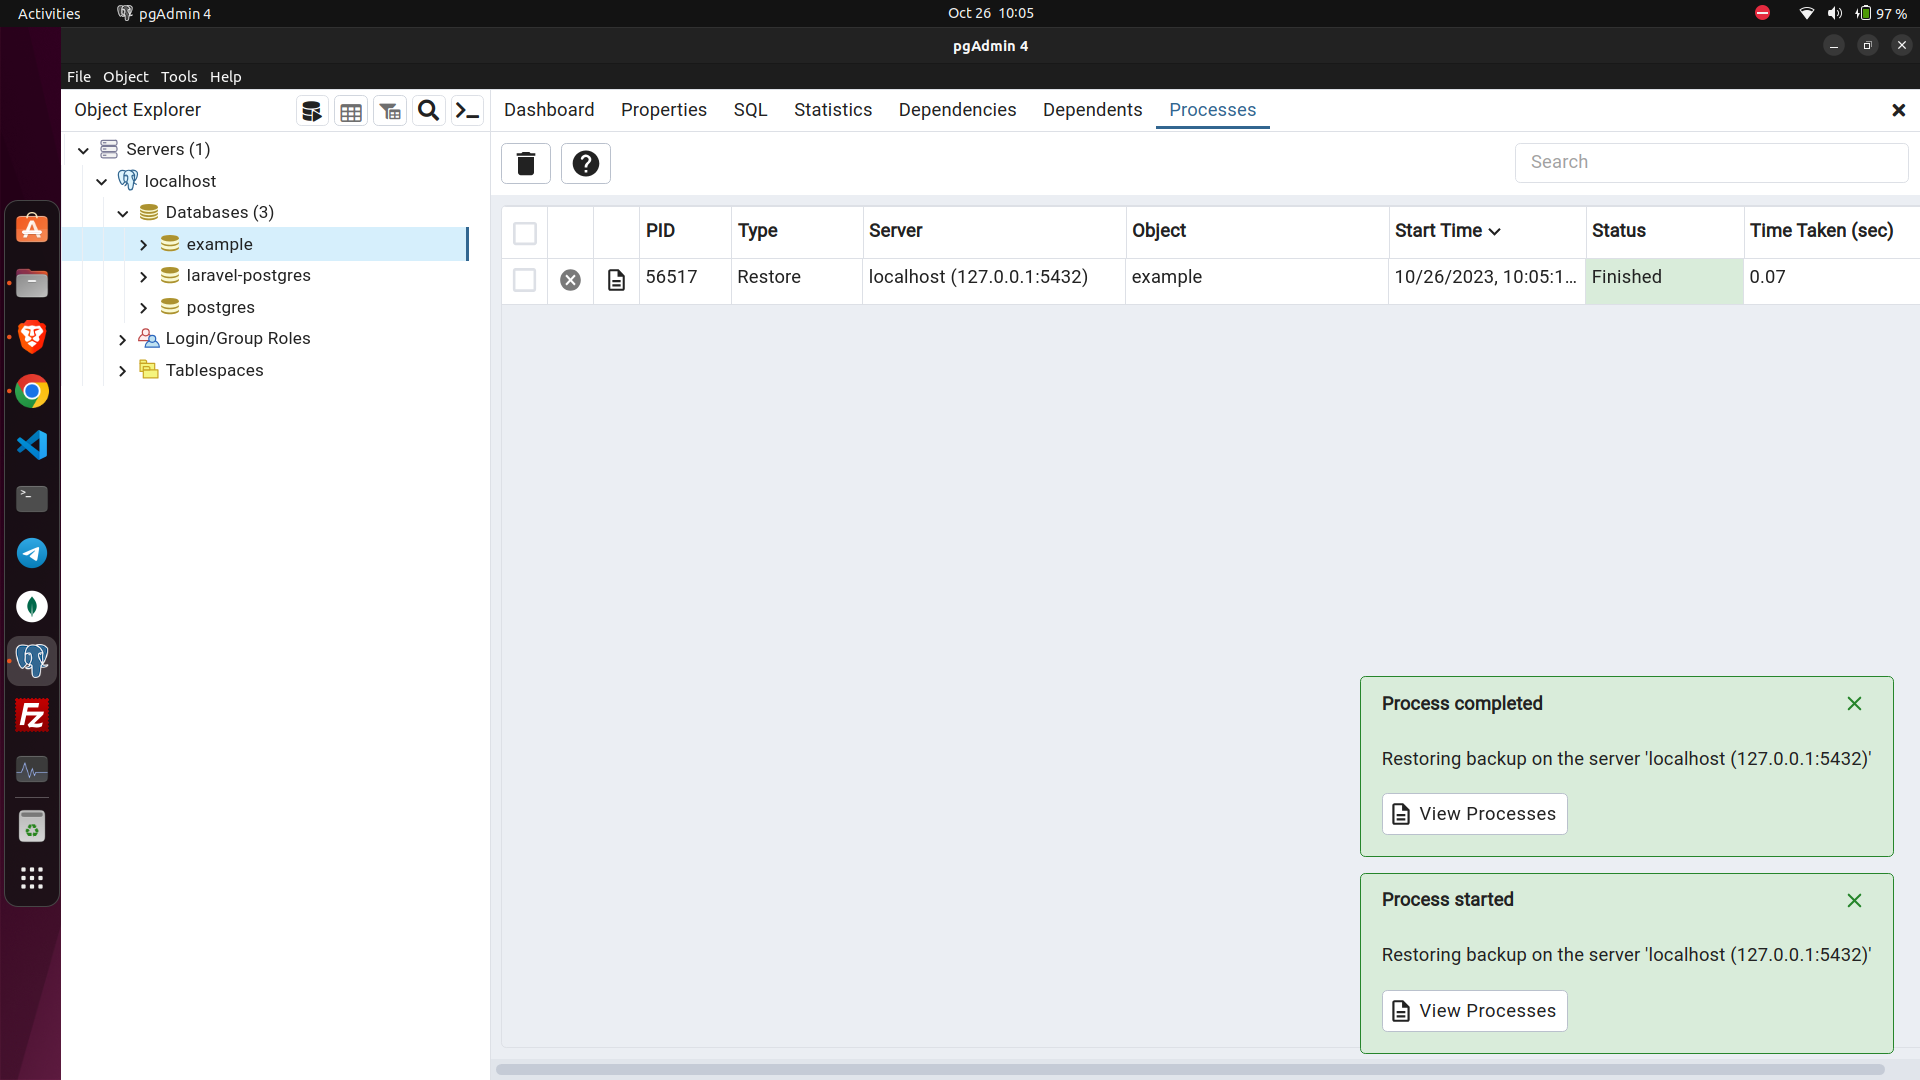 Activities
pgAdmin 4
Oct 26 10:05
97 %
pgAdmin 4
File Object Tools Help
Object Explorer
Dashboard Properties SQL Statistics Dependencies Dependents Processes
Servers (1)
localhost
Databases (3)
example
laravel-postgres
postgres
Login/Group Roles
Tablespaces
Search
PID Type Server Object Start Time Status Time Taken (sec)
56517 Restore localhost (127.0.0.1:5432) example 10/26/2023, 10:05:1... Finished 0.07
Process completed
Restoring backup on the server 'localhost (127.0.0.1:5432)'
View Processes
Process started
Restoring backup on the server 'localhost (127.0.0.1:5432)'
View Processes